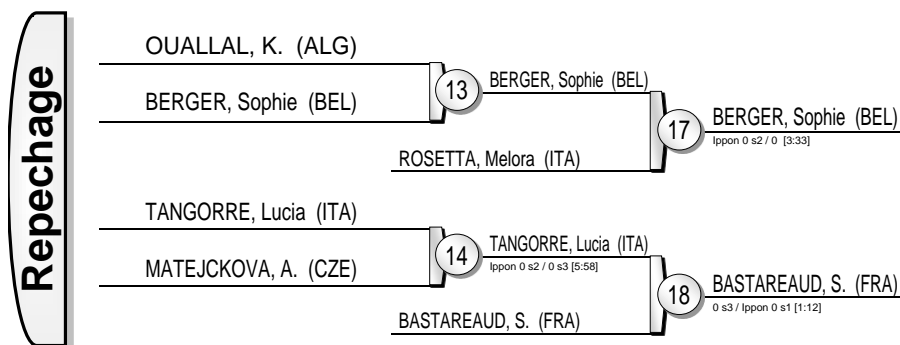 Repechage
OUALLAL, K. (ALG)
BERGER, Sophie (BEL)
13
BERGER, Sophie (BEL)
ROSETTA, Melora (ITA)
17
BERGER, Sophie (BEL)
Ippon 0 s2 / 0 [3:33]
TANGORRE, Lucia (ITA)
MATEJCKOVA, A. (CZE)
14
TANGORRE, Lucia (ITA)
Ippon 0 s2 / 0 s3 [5:58]
BASTAREAUD, S. (FRA)
18
BASTAREAUD, S. (FRA)
0 s3 / Ippon 0 s1 [1:12]